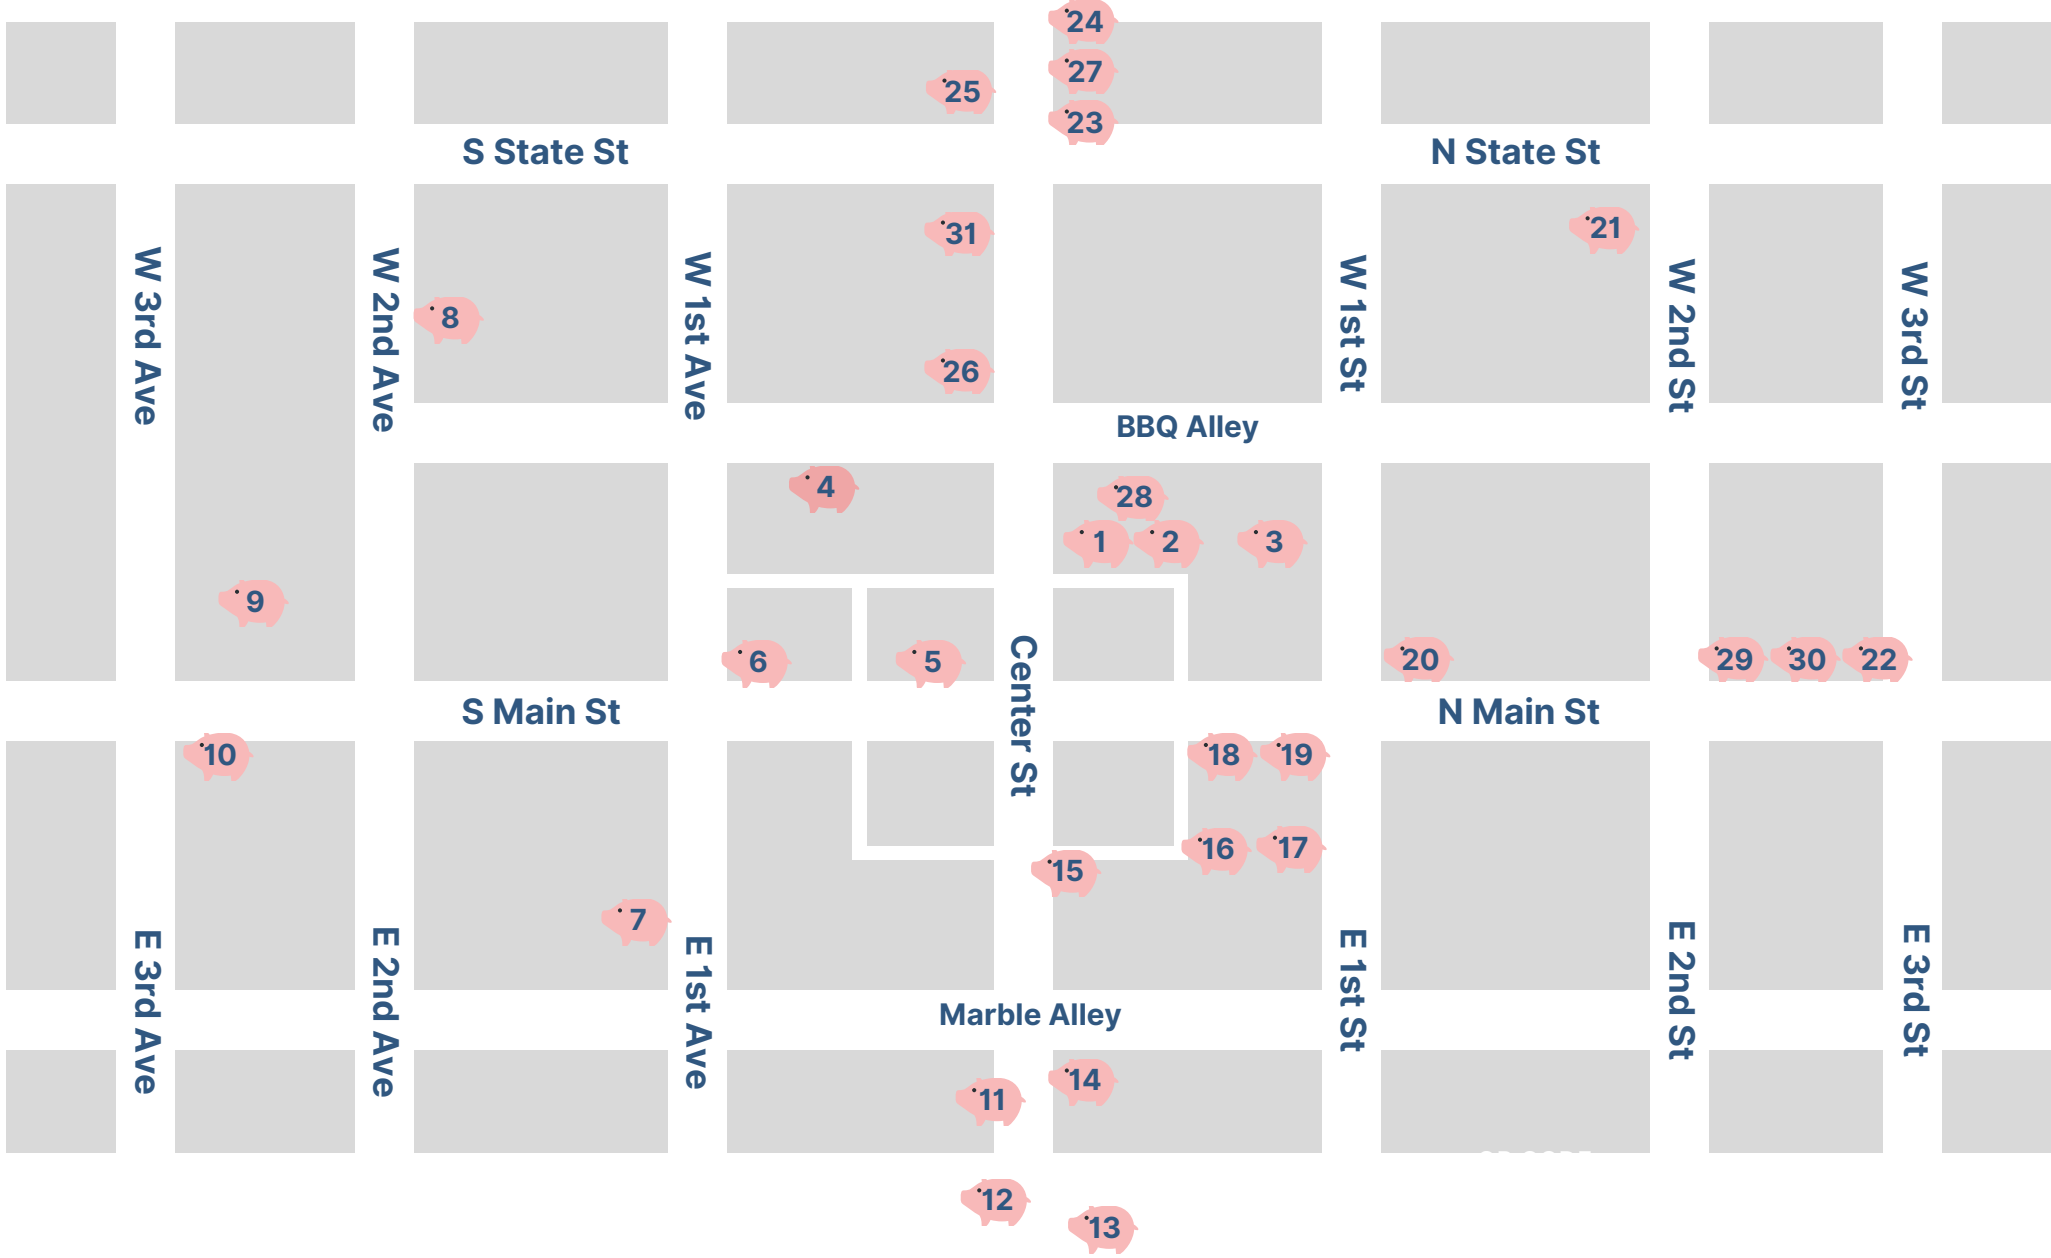 24
27
25
23
S State St
N State St
31
21
W 3rd Ave
W 2nd Ave
8
W 1st Ave
W 1st St
W 2nd St
W 3rd St
26
BBQ Alley
4
28
1
2
3
9
6
5
Center St
20
29
30
22
S Main St
N Main St
10
18
19
16
17
15
7
E 3rd Ave
E 2nd Ave
E 1st Ave
E 1st St
E 2nd St
E 3rd St
Marble Alley
14
11
12
13